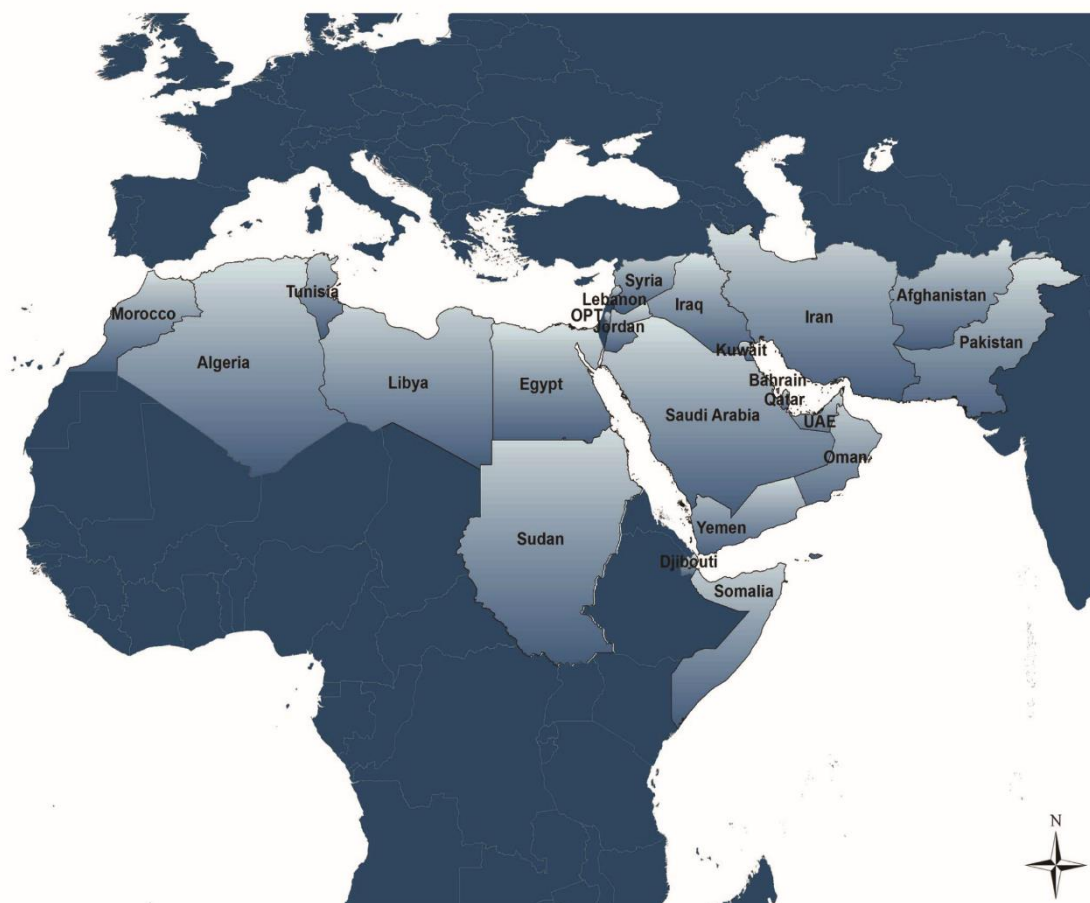 N
Tunisia
Morocco
Algeria
Libya
Egypt
Sudan
Syria
Lebanon
OPT
Jordan
Iraq
Iran
Afghanistan
Pakistan
Kuwait
Bahrain
Qatar
Saudi Arabia
UAE
Oman
Yemen
Djibouti
Somalia